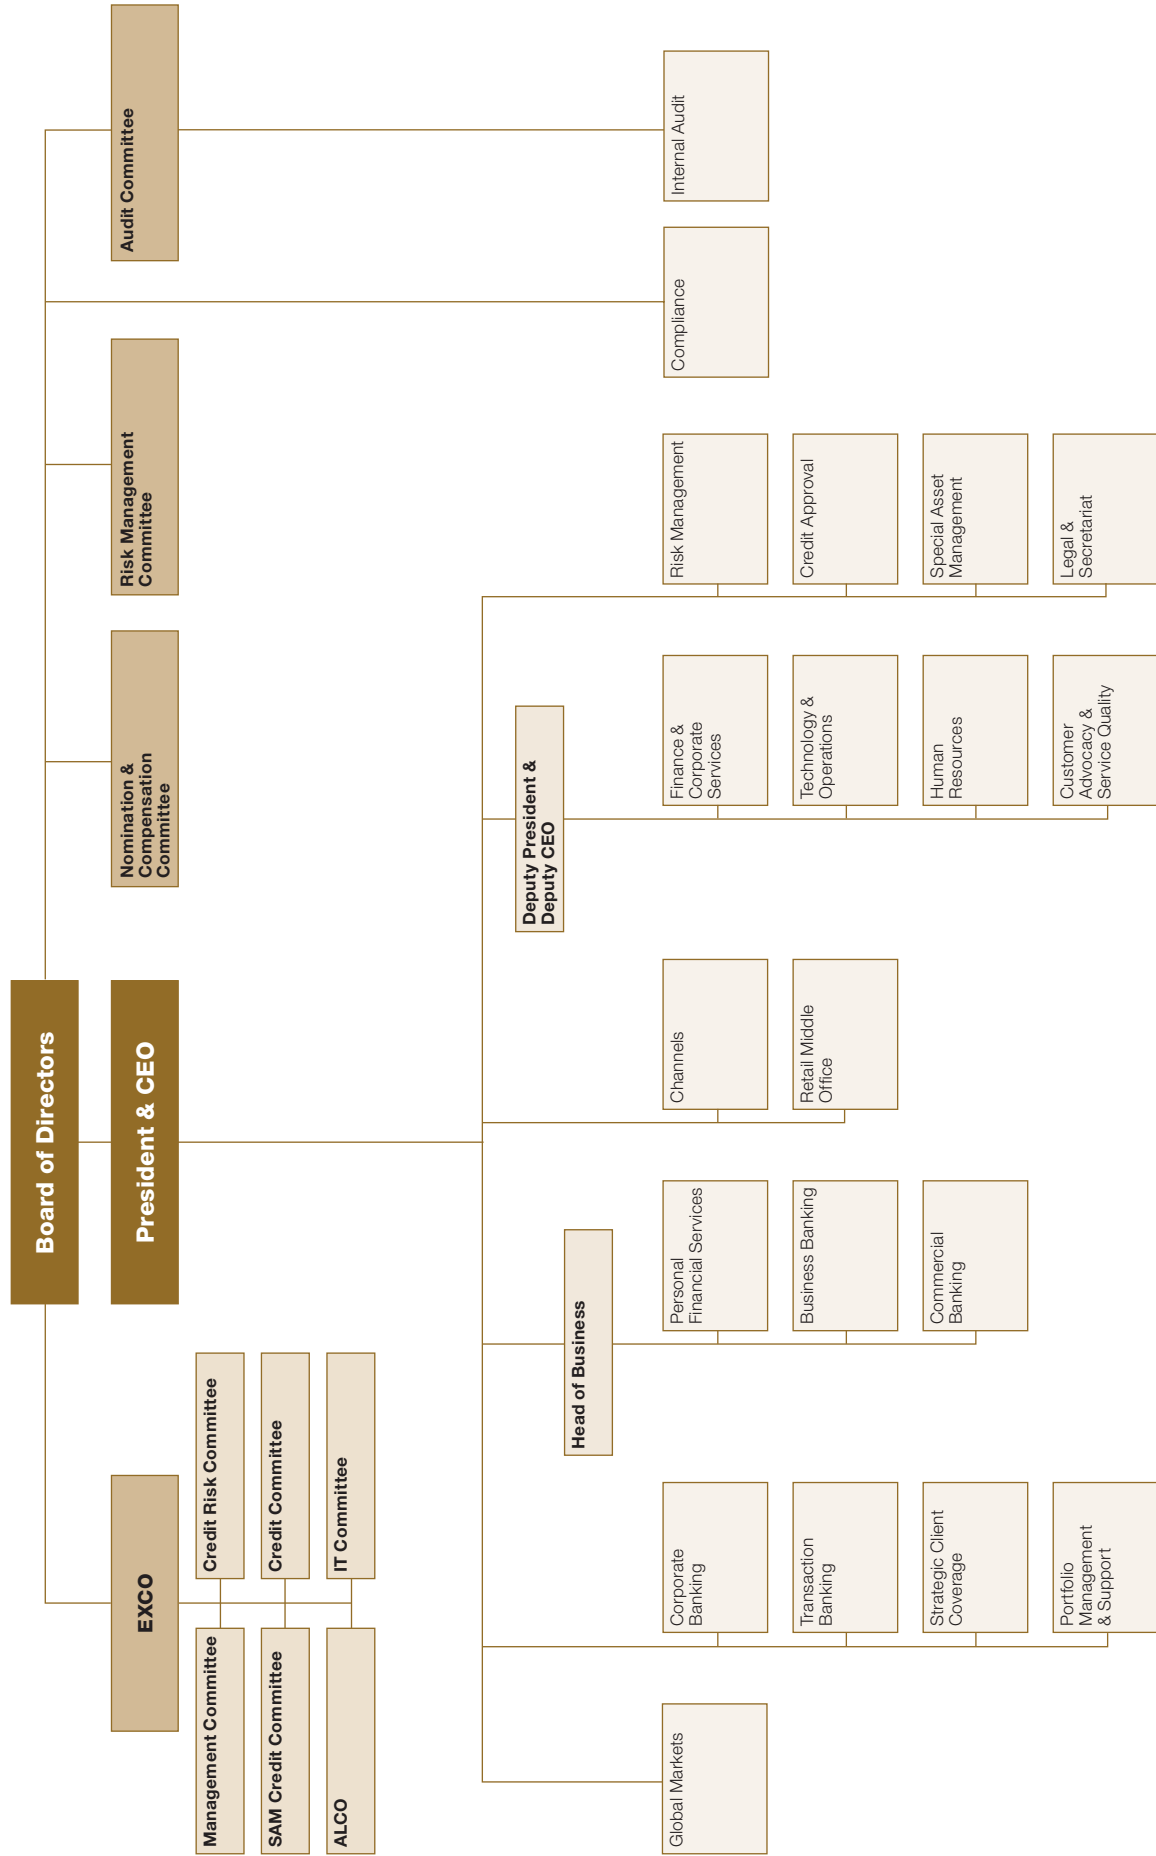 Board of Directors
President & CEO
EXCO
Nomination &
Compensation
Committee
Risk Management
Committee
Audit Committee
Management Committee
Credit Risk Committee
SAM Credit Committee
Credit Committee
ALCO
IT Committee
Deputy President &
Deputy CEO
Head of Business
Global Markets
Corporate
Banking
Transaction
Banking
Strategic Client
Coverage
Portfolio
Management
& Support
Personal
Financial Services
Business Banking
Commercial
Banking
Channels
Retail Middle
Office
Finance &
Corporate
Services
Technology &
Operations
Human
Resources
Customer
Advocacy &
Service Quality
Risk Management
Credit Approval
Special Asset
Management
Legal &
Secretariat
Compliance
Internal Audit